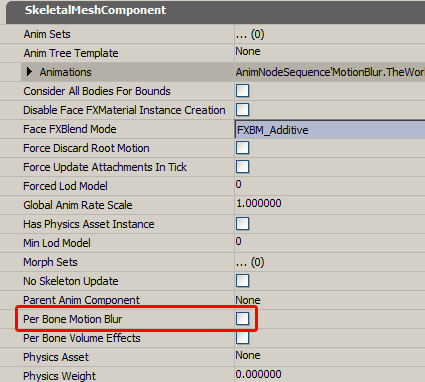 SkeletalMeshComponent
Anim Sets ... (0)
Anim Tree Template None
Animations AnimNodeSequence'MotionBlur.TheWor
Consider All Bodies For Bounds
Disable Face FXMaterial Instance Creation
Face FXBlend Mode FXBM_Additive
Force Discard Root Motion
Force Update Attachments In Tick
Forced Lod Model 0
Global Anim Rate Scale 1.000000
Has Physics Asset Instance
Min Lod Model 0
Morph Sets ... (0)
No Skeleton Update
Parent Anim Component None
Per Bone Motion Blur
Per Bone Volume Effects
Physics Asset None
Physics Weight 0.000000